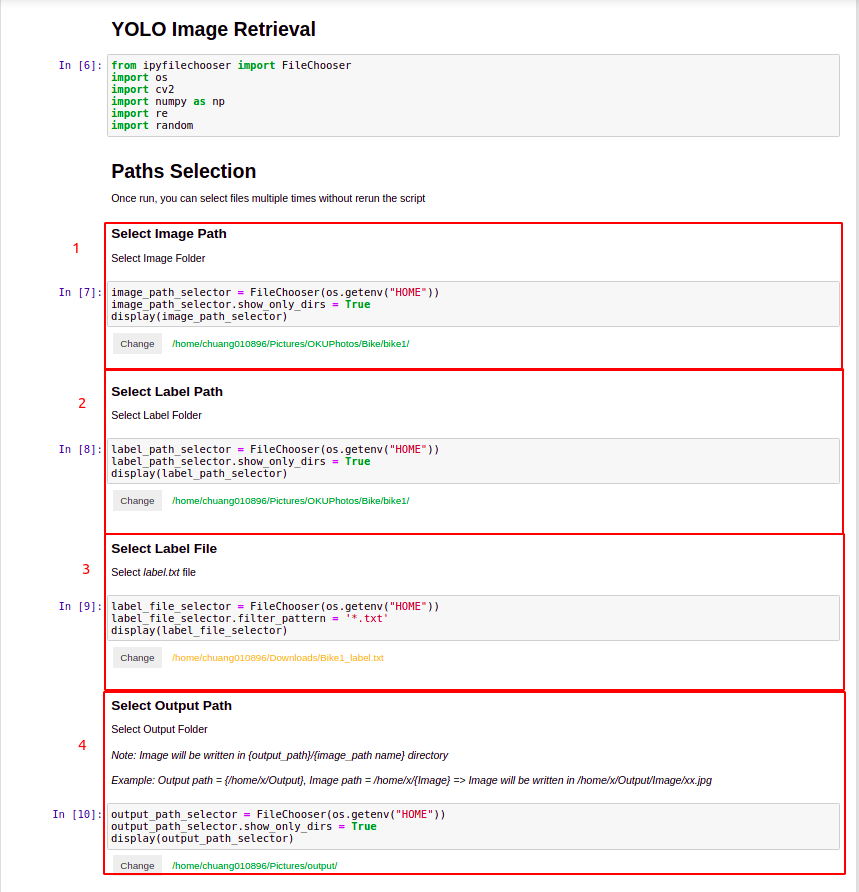 YOLO Image Retrieval
In [6]: from ipyfilechooser import FileChooser
import os
import cv2
import numpy as np
import re
import random
Paths Selection
Once run, you can select files multiple times without rerun the script
1
Select Image Path
Select Image Folder
In [7]: image_path_selector = FileChooser(os.getenv("HOME"))
image_path_selector.show_only_dirs = True
display(image_path_selector)
Change /home/chuang010896/Pictures/OKUPhotos/Bike/bike1/
2
Select Label Path
Select Label Folder
In [8]: label_path_selector = FileChooser(os.getenv("HOME"))
label_path_selector.show_only_dirs = True
display(label_path_selector)
Change /home/chuang010896/Pictures/OKUPhotos/Bike/bike1/
3
Select Label File
Select label.txt file
In [9]: label_file_selector = FileChooser(os.getenv("HOME"))
label_file_selector.filter_pattern = '*.txt'
display(label_file_selector)
Change /home/chuang010896/Downloads/Bike1_label.txt
4
Select Output Path
Select Output Folder
Note: Image will be written in {output_path}/{image_path name} directory
Example: Output path = {/home/x/Output}, Image path = /home/x/{Image} => Image will be written in /home/x/Output/Image/xx.jpg
In [10]: output_path_selector = FileChooser(os.getenv("HOME"))
output_path_selector.show_only_dirs = True
display(output_path_selector)
Change /home/chuang010896/Pictures/output/